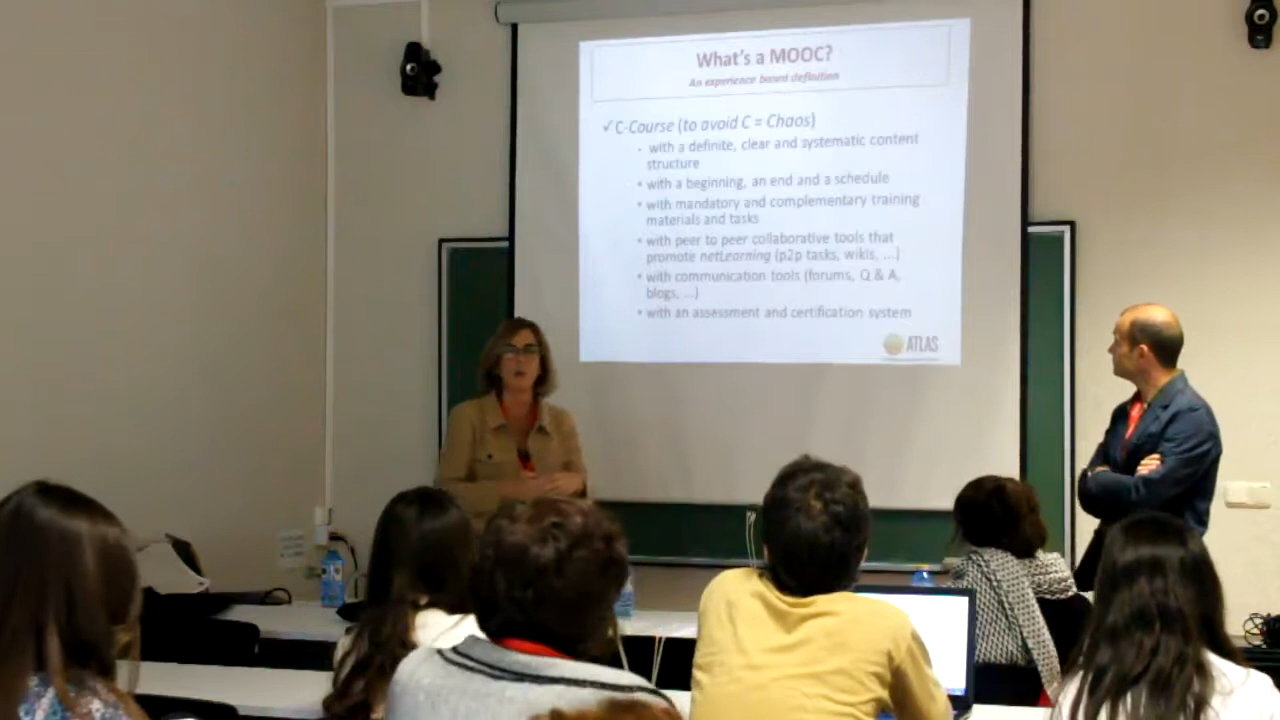 What's a MOOC?
An experience based definition
✓ C-Course (to avoid C = Chaos)
• with a definite, clear and systematic content
structure
• with a beginning, an end and a schedule
• with mandatory and complementary training
materials and tasks
• with peer to peer collaborative tools that
promote netLearning (p2p tasks, wikis, ...)
• with communication tools (forums, Q & A,
blogs, ...)
• with an assessment and certification system
ATLAS